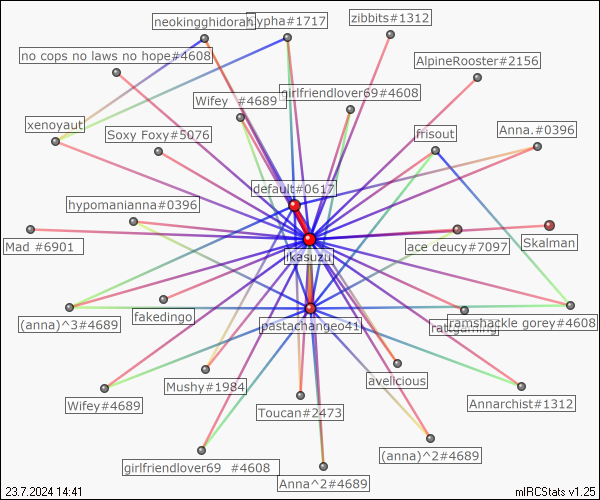 neokingghidorah
hypha#1717
zibbits#1312
no cops no laws no hope#4608
AlpineRooster#2156
Wifey  #4689
girlfriendlover69#4608
xenoyaut
Soxy Foxy#5076
frisout
Anna.#0396
default#0617
hypomanianna#0396
Mad #6901
ikasuzu
ace deucy#7097
Skalman
(anna)^3#4689
fakedingo
pastachangeo41
rattgaming
ramshackle gorey#4608
Mushy#1984
avelicious
Wifey#4689
Toucan#2473
Annarchist#1312
(anna)^2#4689
girlfriendlover69  #4608
Anna^2#4689
23.7.2024 14:41
mIRCStats v1.25